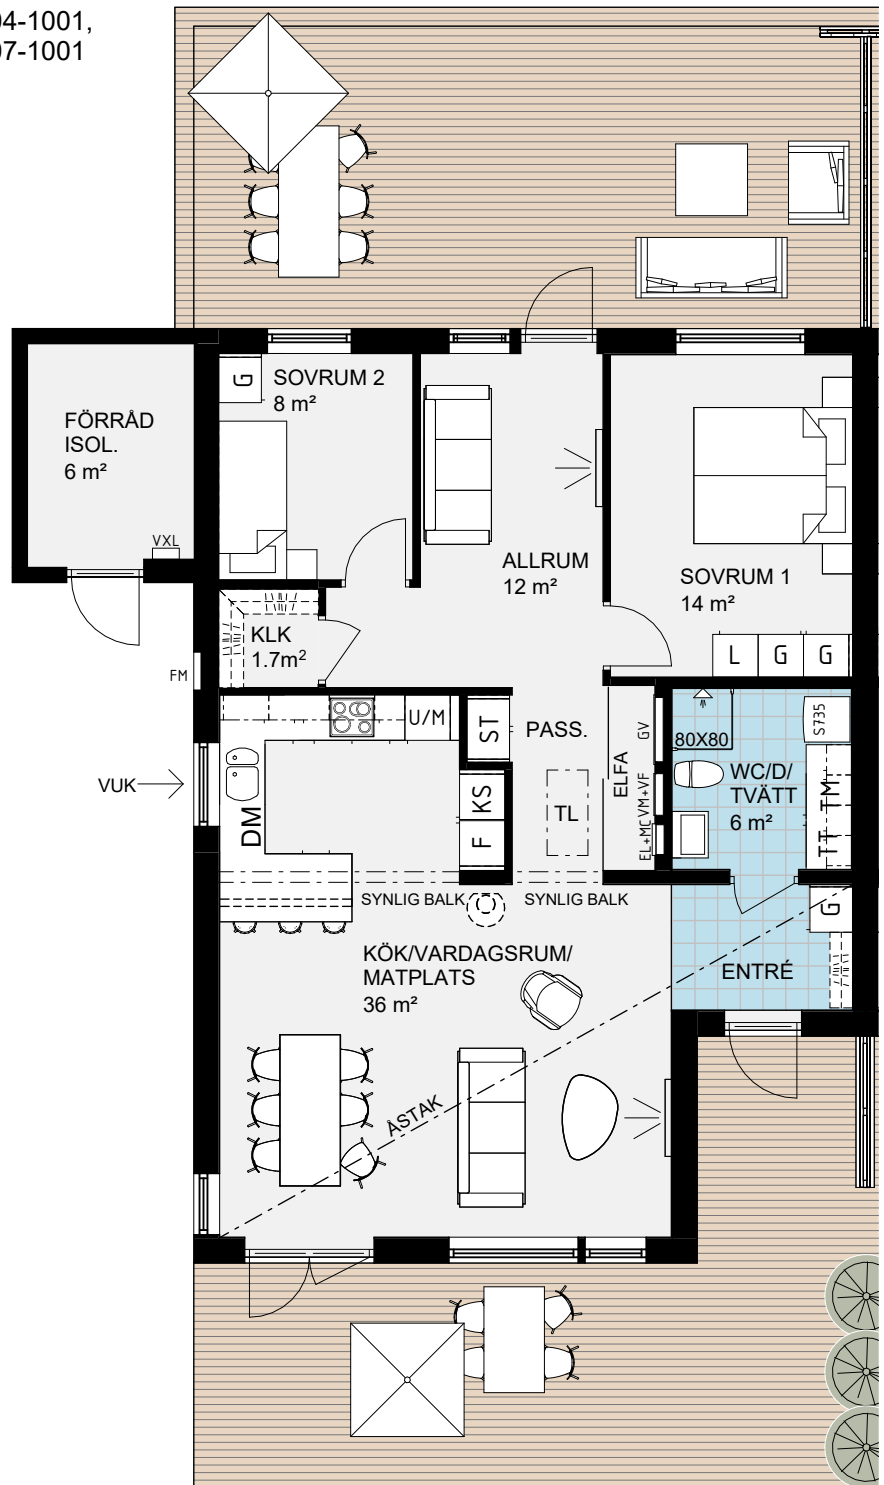 04-1001,
07-1001
G
SOVRUM 2
8 m²
FÖRRÅD
ISOL.
6 m²
VXL
ALLRUM
12 m²
SOVRUM 1
14 m²
KLK
1.7m²
L
G
G
FM
U/M
ST
PASS.
GV
80X80
S735
VUK
DM
KS
F
TL
ELFA
VM+VF
WC/D/
TVÄTT
6 m²
TM
TT
SYNLIG BALK
SYNLIG BALK
G
KÖK/VARDAGSRUM/
MATPLATS
36 m²
ENTRÉ
ÅSTAK